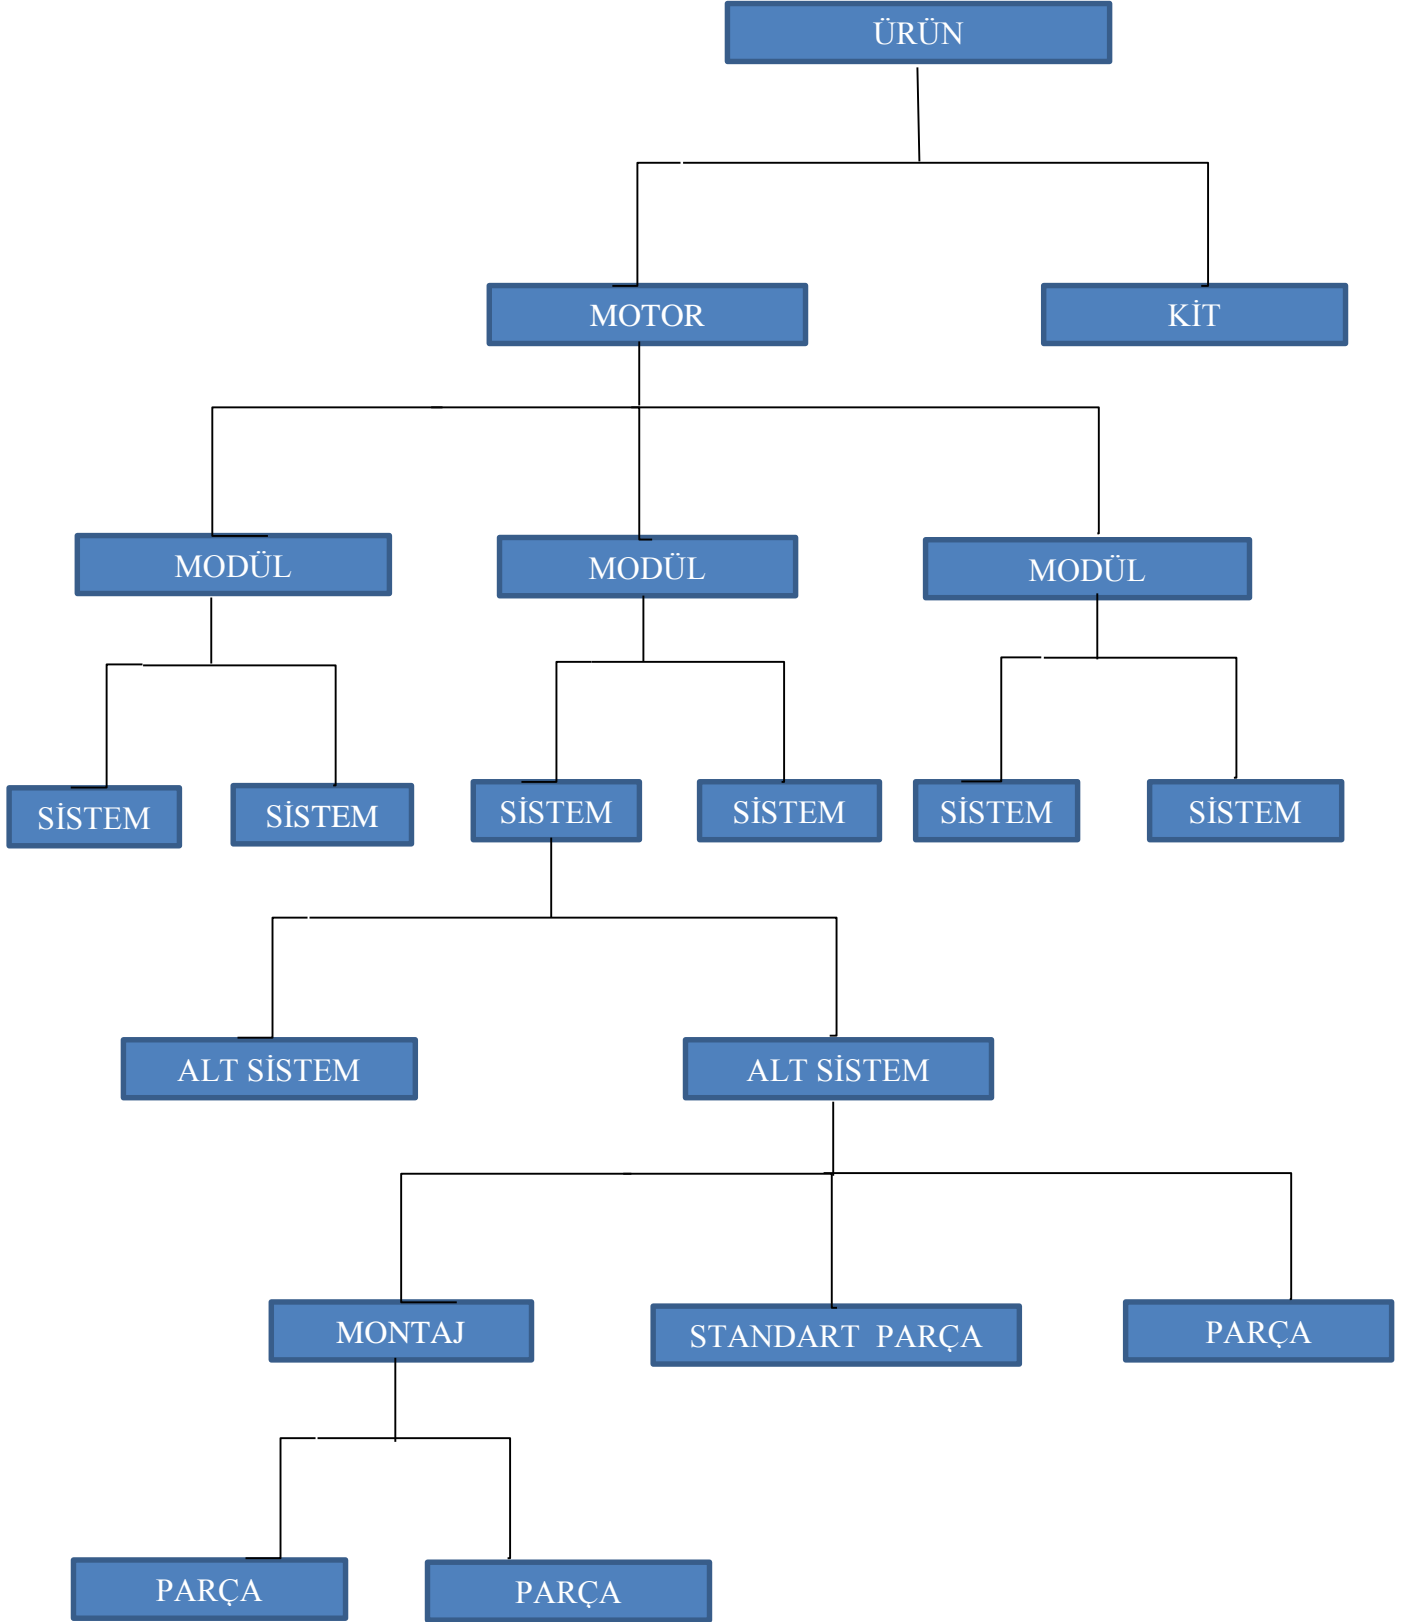 ÜRÜN
MOTOR
KİT
MODÜL
MODÜL
MODÜL
SİSTEM
SİSTEM
SİSTEM
SİSTEM
SİSTEM
SİSTEM
ALT SİSTEM
ALT SİSTEM
MONTAJ
STANDART PARÇA
PARÇA
PARÇA
PARÇA